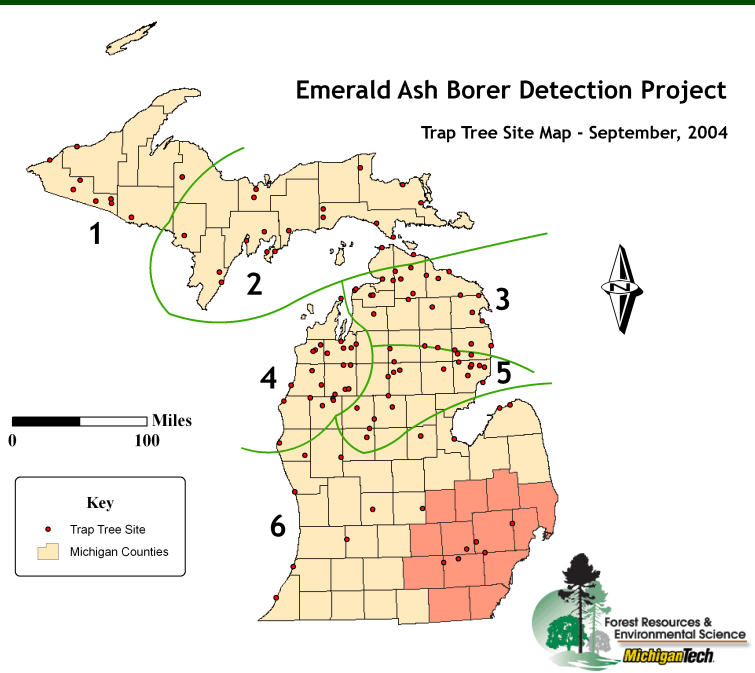 Emerald Ash Borer Detection Project
Trap Tree Site Map - September, 2004
1
2
3
N
4
5
Miles
0 100
Key
Trap Tree Site
Michigan Counties
6
Forest Resources &
Environmental Science
MichiganTech.